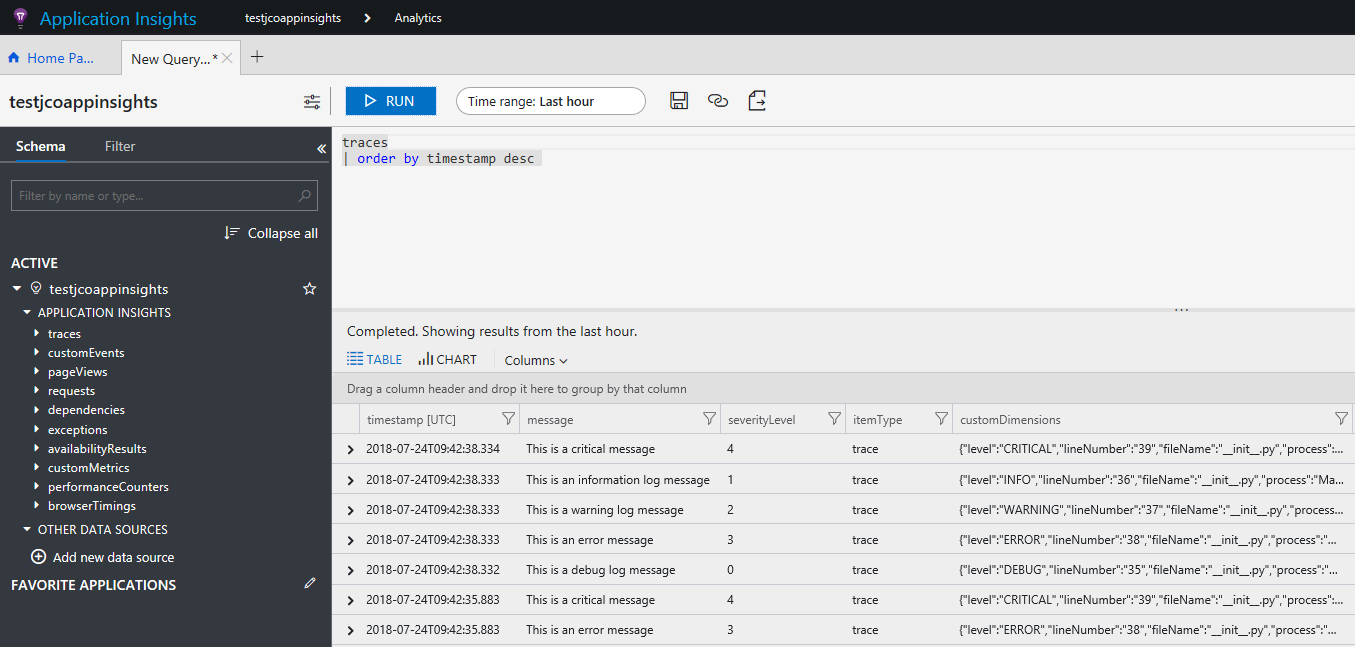 Application Insights testjcoappinsights Analytics
Home Pa... New Query... *
testjcoappinsights RUN Time range: Last hour
Schema Filter
Filter by name or type...
Collapse all
ACTIVE
testjcoappinsights
APPLICATION INSIGHTS
traces
customEvents
pageViews
requests
dependencies
exceptions
availabilityResults
customMetrics
performanceCounters
browserTimings
OTHER DATA SOURCES
Add new data source
FAVORITE APPLICATIONS
traces
| order by timestamp desc
Completed. Showing results from the last hour.
TABLE CHART Columns
Drag a column header and drop it here to group by that column
timestamp [UTC] message severityLevel itemType customDimensions
2018-07-24T09:42:38.334 This is a critical message 4 trace {"level":"CRITICAL","lineNumber":"39","fileName":"__init__.py","process":...
2018-07-24T09:42:38.333 This is an information log message 1 trace {"level":"INFO","lineNumber":"36","fileName":"__init__.py","process":"Ma...
2018-07-24T09:42:38.333 This is a warning log message 2 trace {"level":"WARNING","lineNumber":"37","fileName":"__init__.py","process...
2018-07-24T09:42:38.333 This is an error message 3 trace {"level":"ERROR","lineNumber":"38","fileName":"__init__.py","process":"...
2018-07-24T09:42:38.332 This is a debug log message 0 trace {"level":"DEBUG","lineNumber":"35","fileName":"__init__.py","process":"...
2018-07-24T09:42:35.883 This is a critical message 4 trace {"level":"CRITICAL","lineNumber":"39","fileName":"__init__.py","process":...
2018-07-24T09:42:35.883 This is an error message 3 trace {"level":"ERROR","lineNumber":"38","fileName":"__init__.py","process":"...